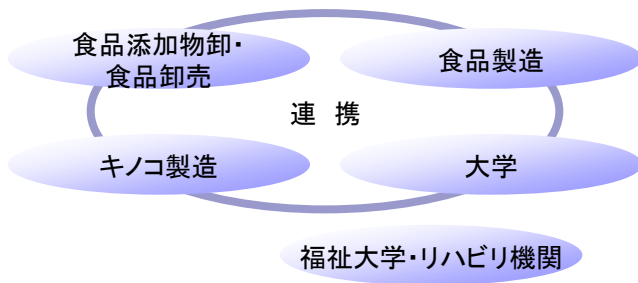 食品添加物卸・
食品卸売
食品製造
連 携
キノコ製造
大学
福祉大学・リハビリ機関